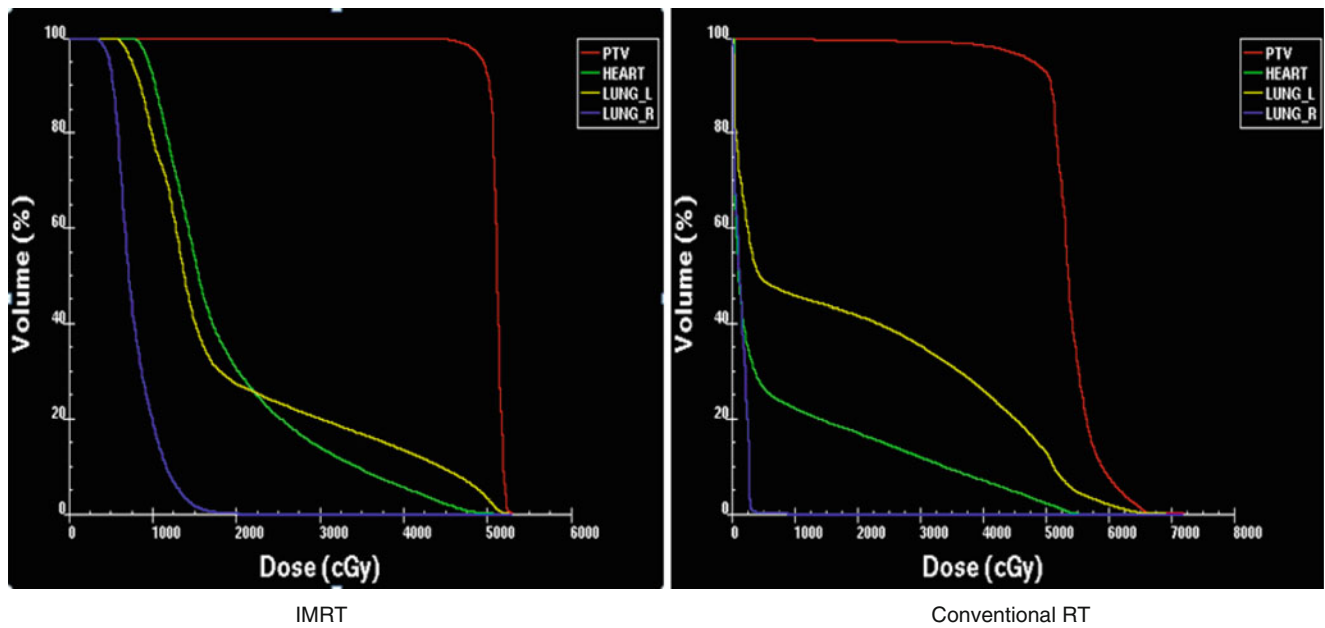 100
80
60
40
20
0
Volume (%)
0 1000 2000 3000 4000 5000 6000
Dose (cGy)
PTV
HEART
LUNG_L
LUNG_R
IMRT
100
80
60
40
20
0
Volume (%)
0 1000 2000 3000 4000 5000 6000 7000 8000
Dose (cGy)
PTV
HEART
LUNG_L
LUNG_R
Conventional RT